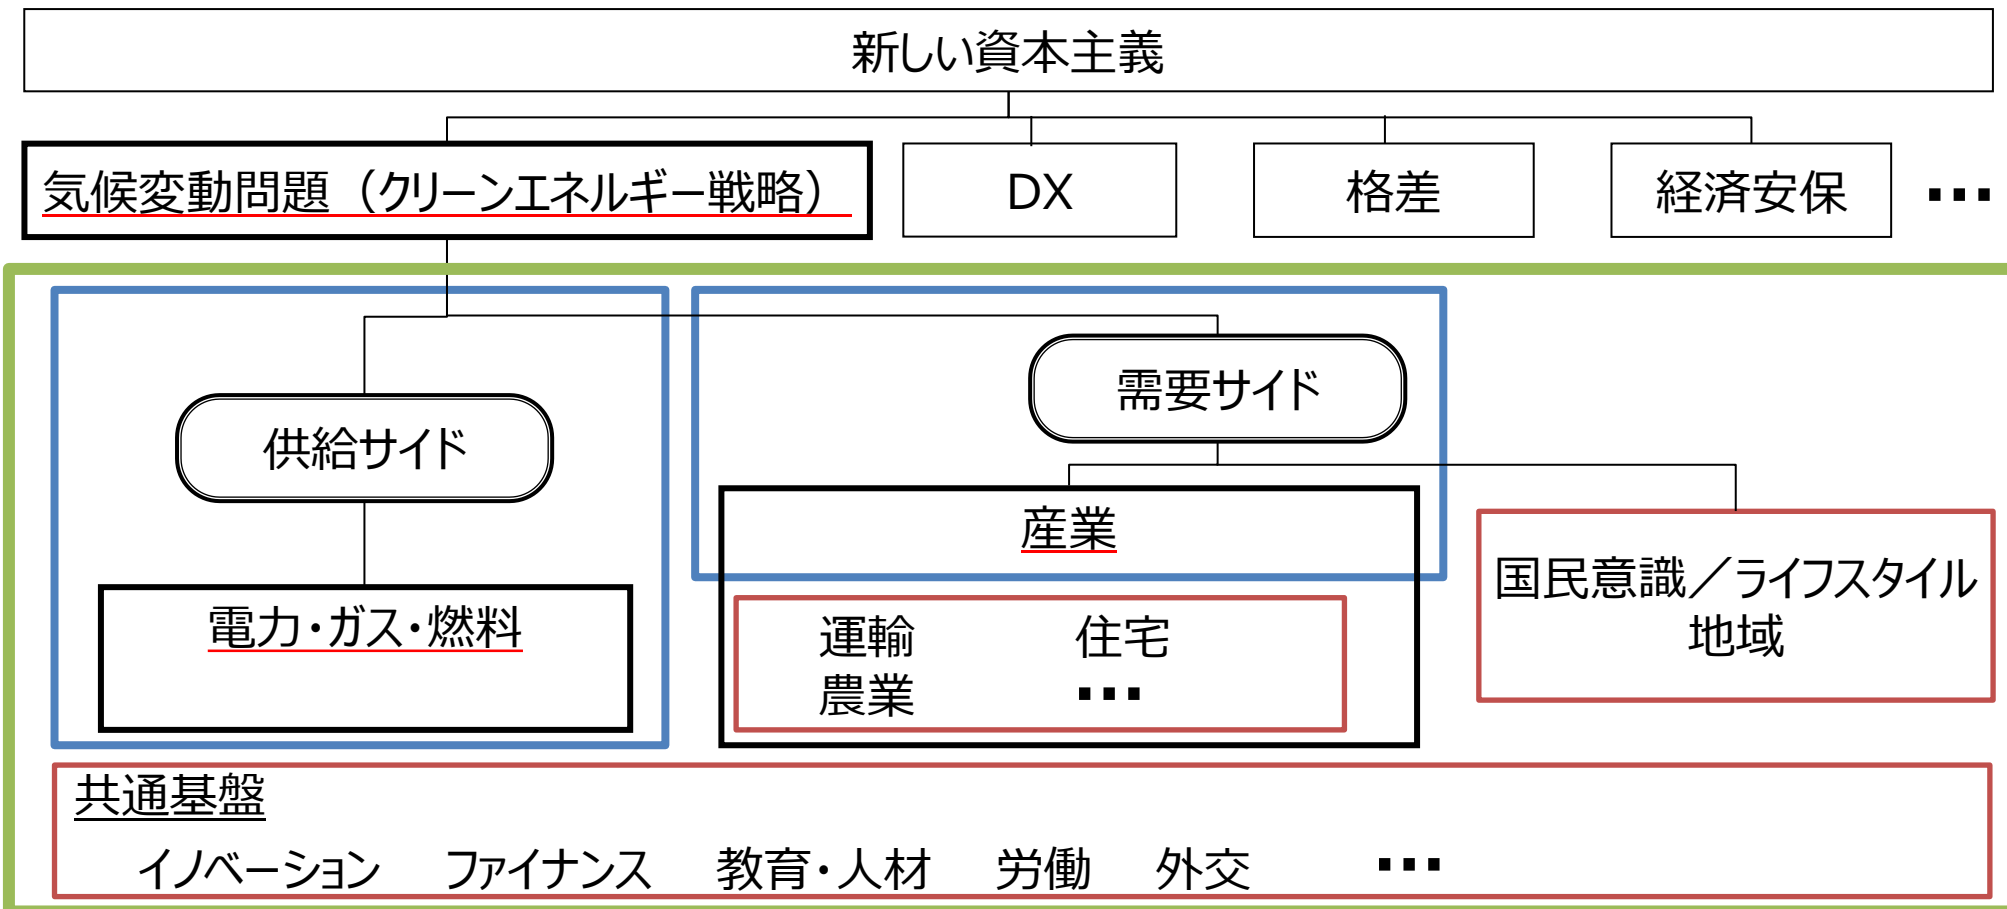 新しい資本主義
気候変動問題（クリーンエネルギー戦略）
DX
格差
経済安保
…
需要サイド
供給サイド
産業
国民意識／ライフスタイル
地域
電力・ガス・燃料
運輸 住宅
農業 …
共通基盤
イノベーション ファイナンス 教育・人材 労働 外交 …